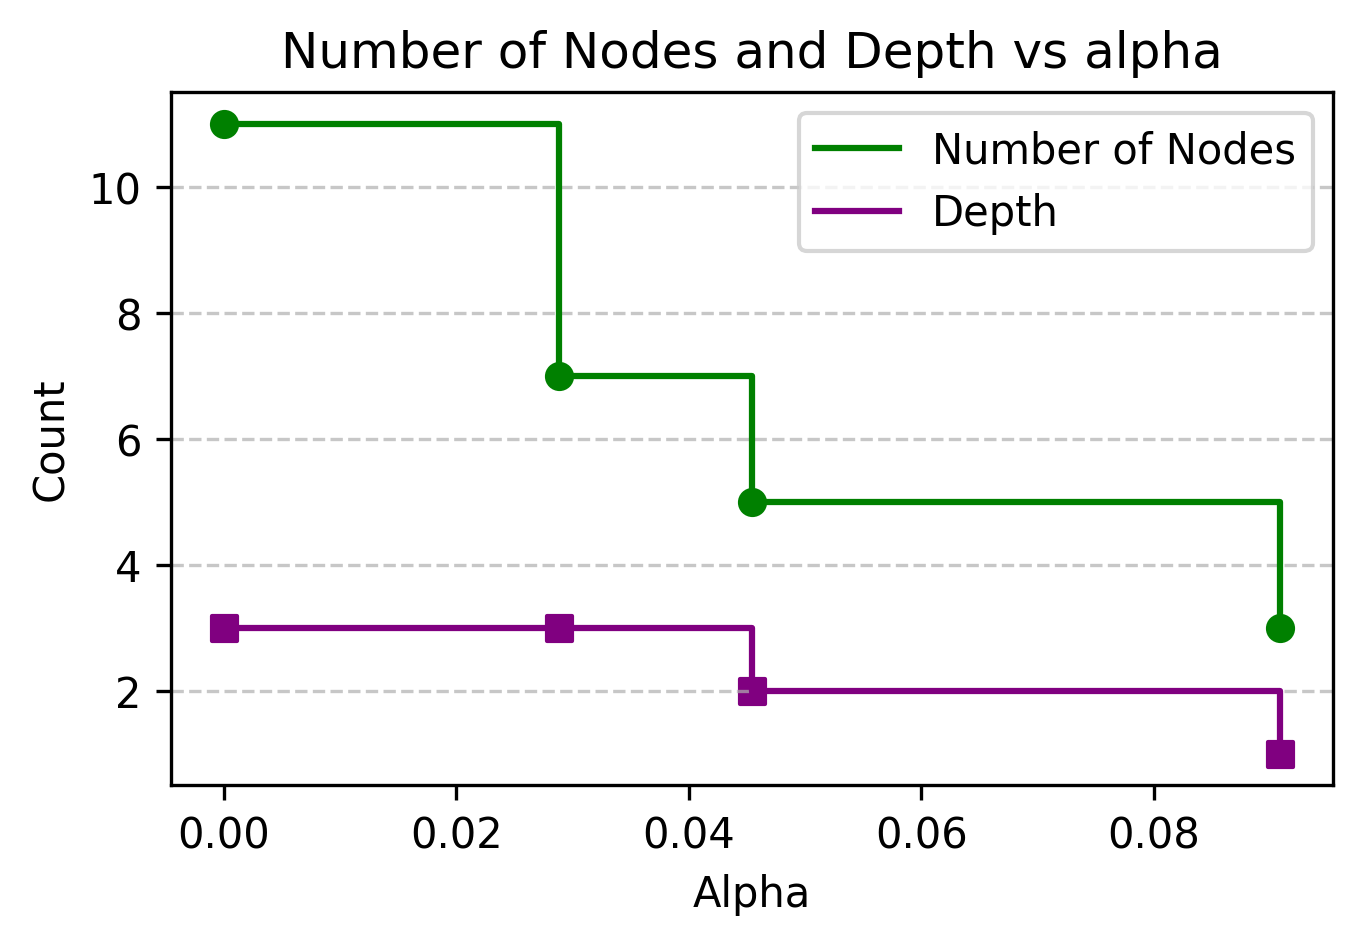 Number of Nodes and Depth vs alpha
Number of Nodes
Depth
Count
10
8
6
4
2
0.00 0.02 0.04 0.06 0.08
Alpha